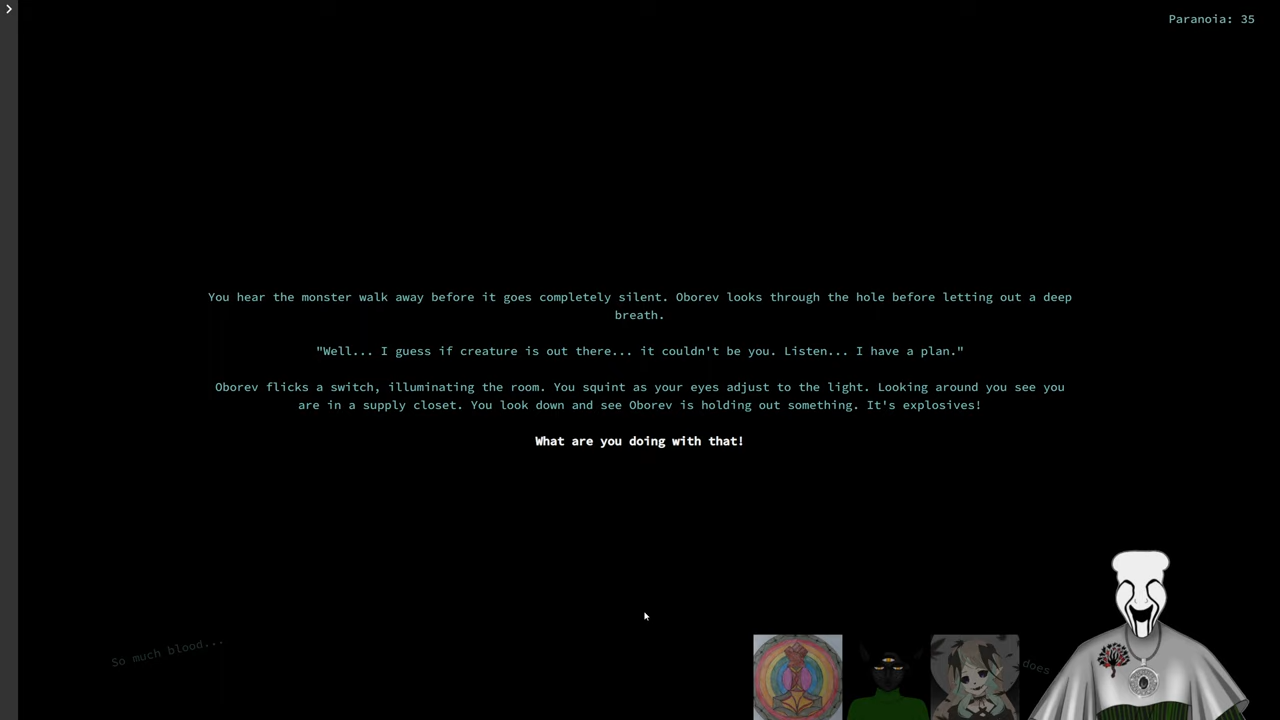 Paranoia: 35
You hear the monster walk away before it goes completely silent. Oborev looks through the hole before letting out a deep
breath.
"Well... I guess if creature is out there... it couldn't be you. Listen... I have a plan."
Oborev flicks a switch, illuminating the room. You squint as your eyes adjust to the light. Looking around you see you
are in a supply closet. You look down and see Oborev is holding out something. It's explosives!
What are you doing with that!
So much blood...
does